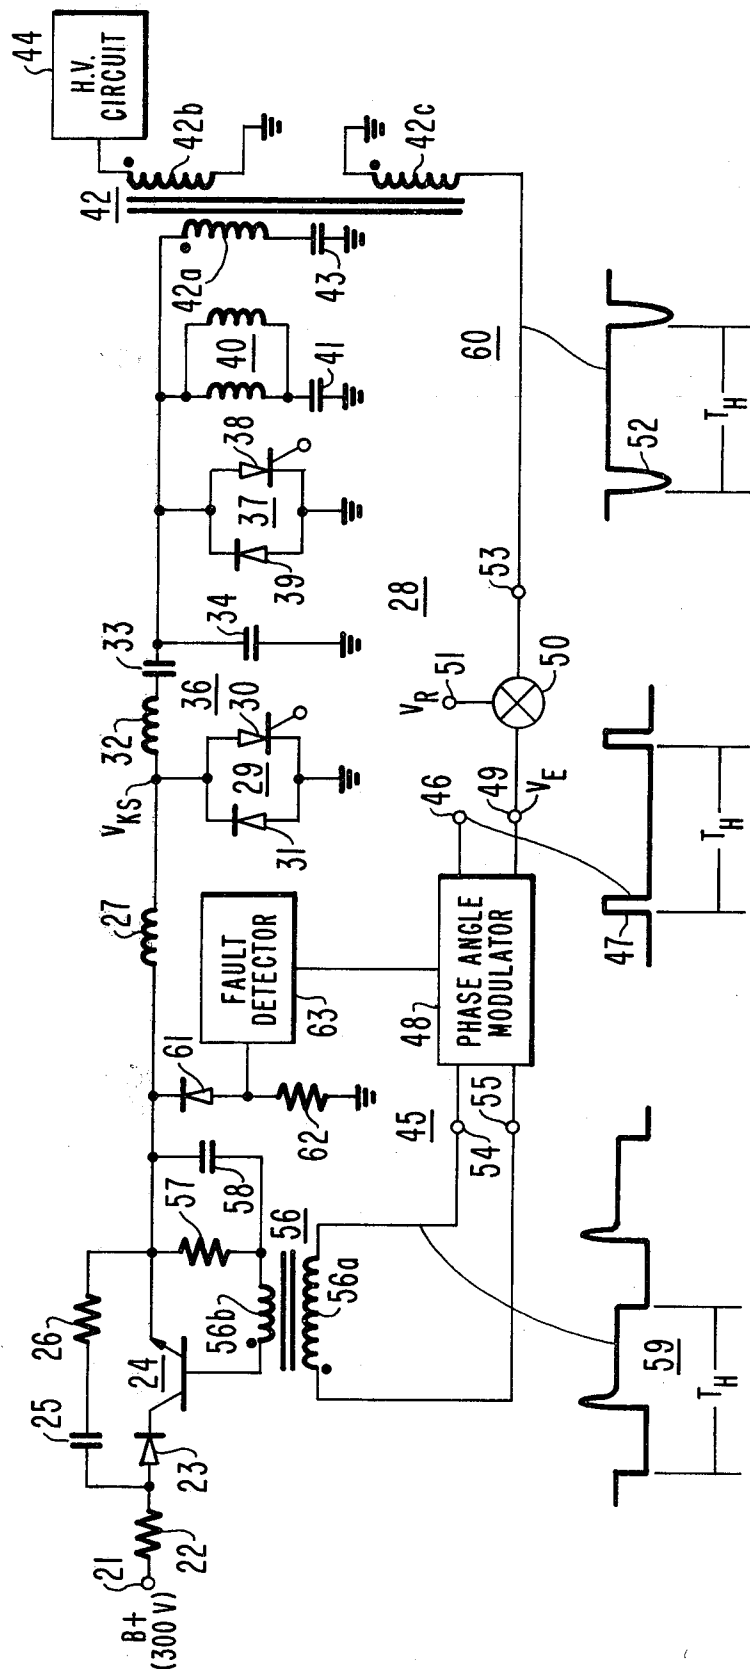 B+
(300 V)
21
22
23
24
25
26
27
28
V_KS
32
33
34
36
29
30
31
37
38
39
40
41
42
42a
42b
42c
43
44
H.V.
CIRCUIT
57
58
56
56a
56b
61
62
FAULT
DETECTOR
63
45
54
55
48
PHASE ANGLE
MODULATOR
46
49
V_E
V_R
51
50
53
60
59
T_H
47
T_H
52
T_H